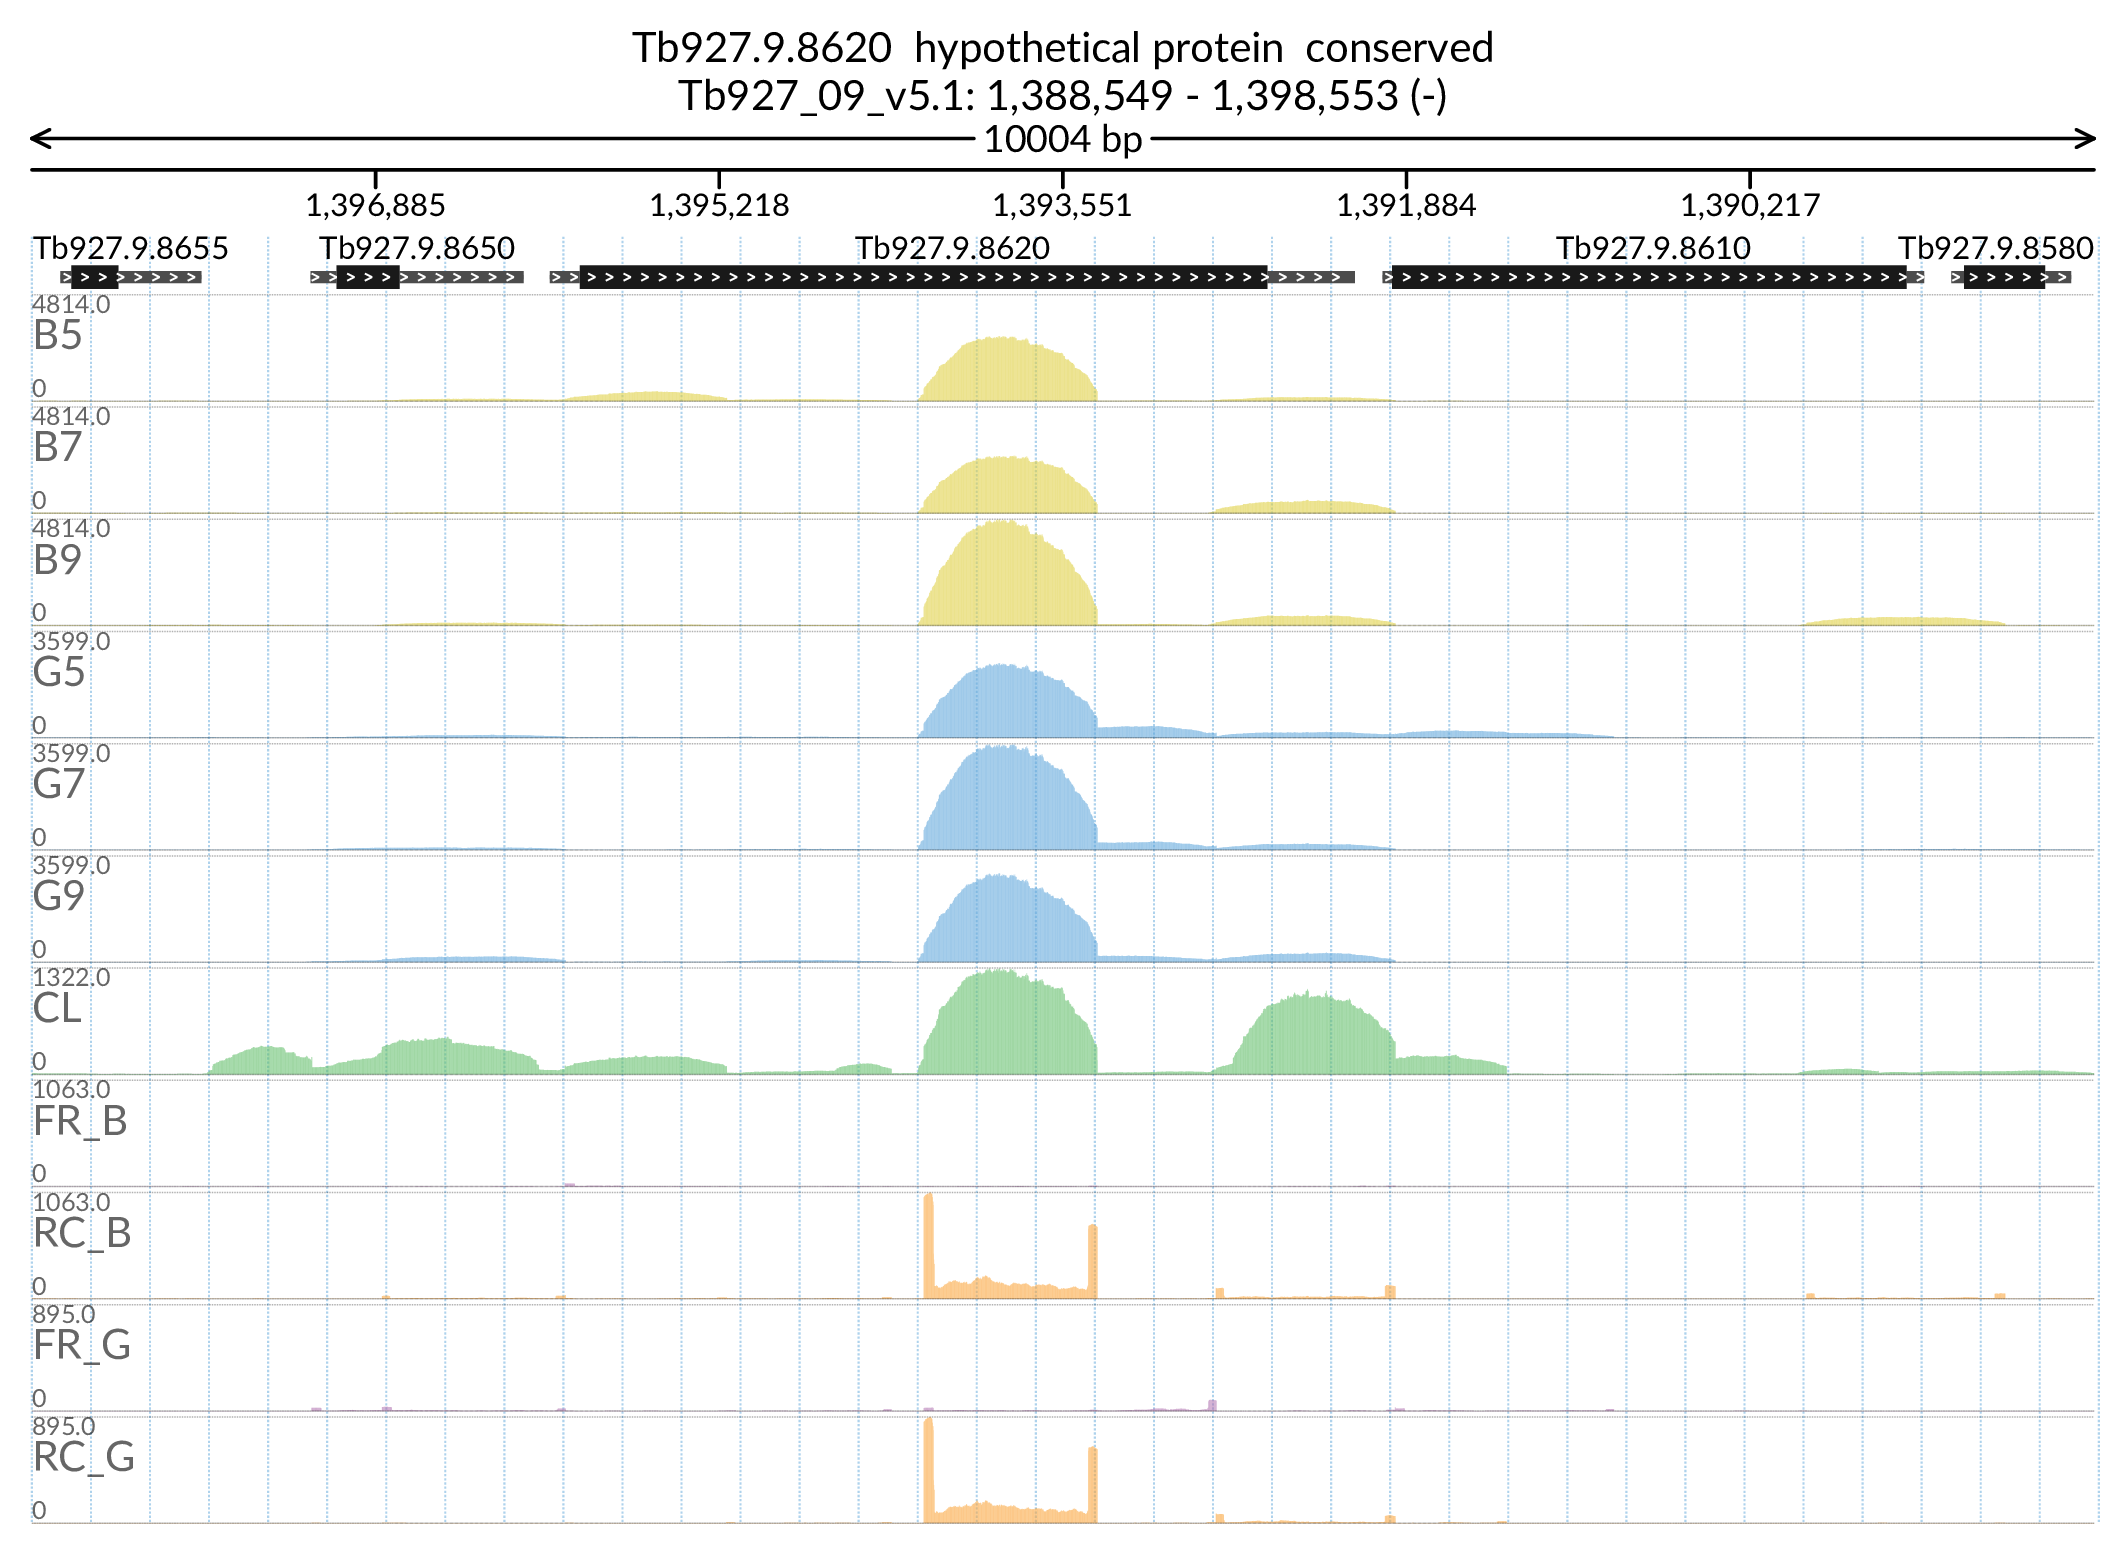 Tb927.9.8620  hypothetical protein  conserved
Tb927_09_v5.1: 1,388,549 - 1,398,553 (-)
10004 bp
1,396,885 1,395,218 1,393,551 1,391,884 1,390,217
Tb927.9.8655 Tb927.9.8650 Tb927.9.8620 Tb927.9.8610 Tb927.9.8580
4814.0
B5
0
4814.0
B7
0
4814.0
B9
0
3599.0
G5
0
3599.0
G7
0
3599.0
G9
0
1322.0
CL
0
1063.0
FR_B
0
1063.0
RC_B
0
895.0
FR_G
0
895.0
RC_G
0